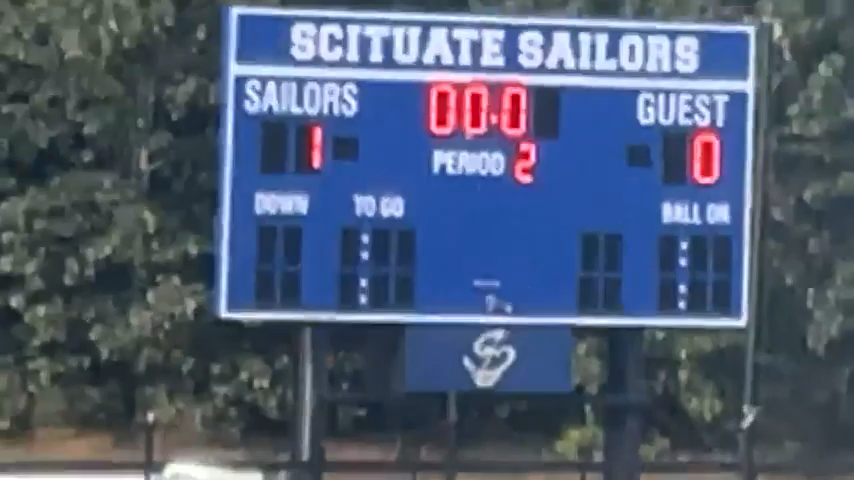 SCITUATE SAILORS
SAILORS 00.0 GUEST
1 PERIOD 2 0
DOWN TO GO BALL ON